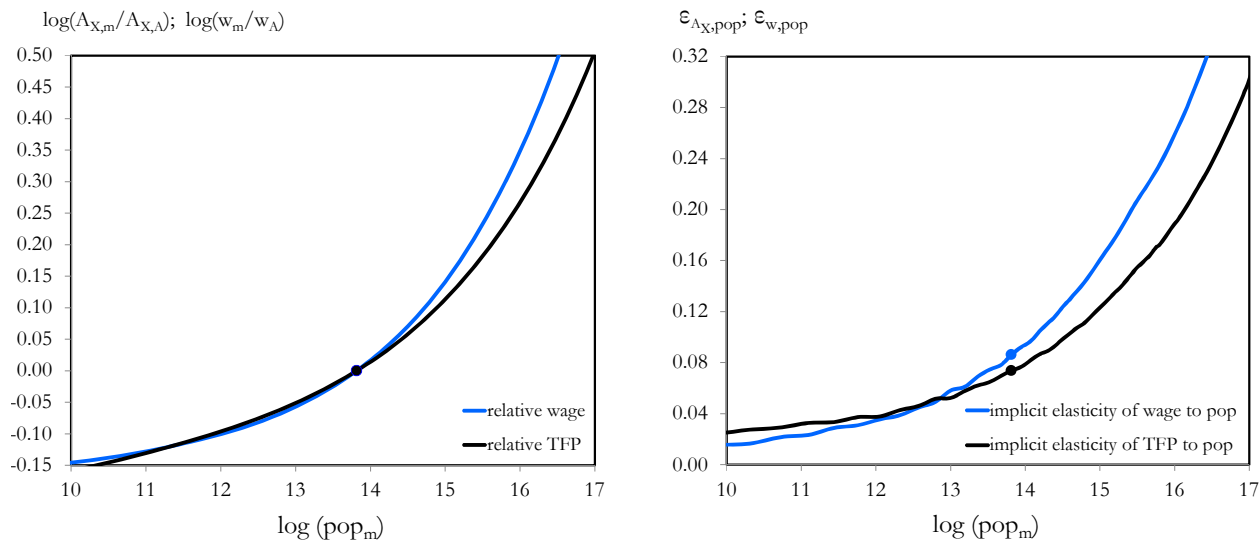 log(A_X,m/A_X,A); log(w_m/w_A)
0.50
0.45
0.40
0.35
0.30
0.25
0.20
0.15
0.10
0.05
0.00
-0.05
-0.10
-0.15
relative wage
relative TFP
10 11 12 13 14 15 16 17
log (pop_m)
ε_A_X,pop; ε_w,pop
0.32
0.28
0.24
0.20
0.16
0.12
0.08
0.04
0.00
implicit elasticity of wage to pop
implicit elasticity of TFP to pop
10 11 12 13 14 15 16 17
log (pop_m)